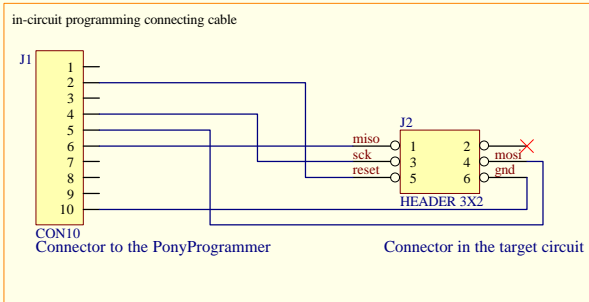 in-circuit programming connecting cable
J1
1
2
3
4
5
6
7
8
9
10
CON10
Connector to the PonyProgrammer
J2
miso 1 2
sck 3 4 mosi
reset 5 6 gnd
HEADER 3X2
Connector in the target circuit